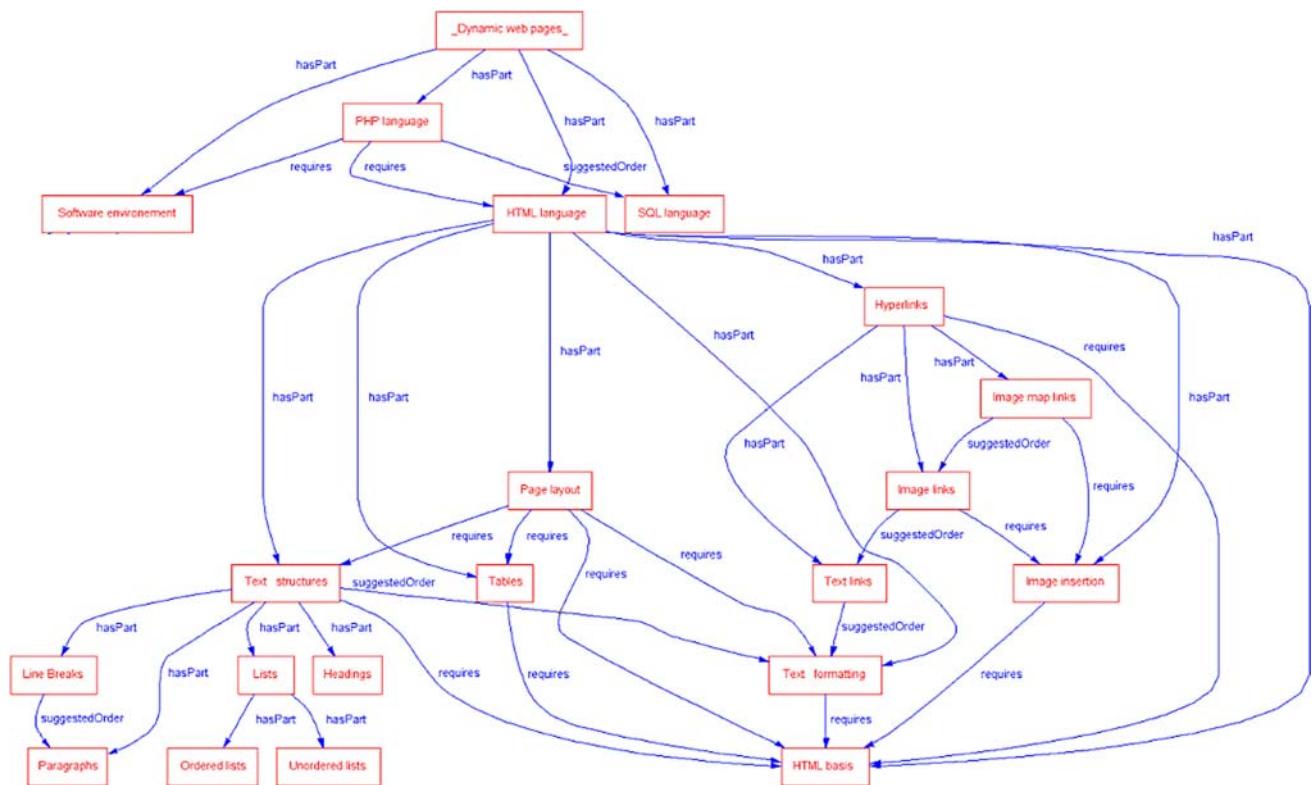 _Dynamic web pages_
hasPart
hasPart
hasPart
hasPart
PHP language
requires
requires
suggestedOrder
Software environement
HTML language
SQL language
hasPart
hasPart
Hyperlinks
hasPart
hasPart
hasPart
hasPart
hasPart
hasPart
requires
Image map links
hasPart
hasPart
suggestedOrder
Page layout
Image links
requires
requires
requires
requires
requires
suggestedOrder
requires
Text structures
suggestedOrder
Tables
Text links
Image insertion
hasPart
hasPart
hasPart
hasPart
suggestedOrder
Line Breaks
Lists
Headings
requires
requires
Text formatting
requires
suggestedOrder
hasPart
hasPart
requires
Paragraphs
Ordered lists
Unordered lists
HTML basis